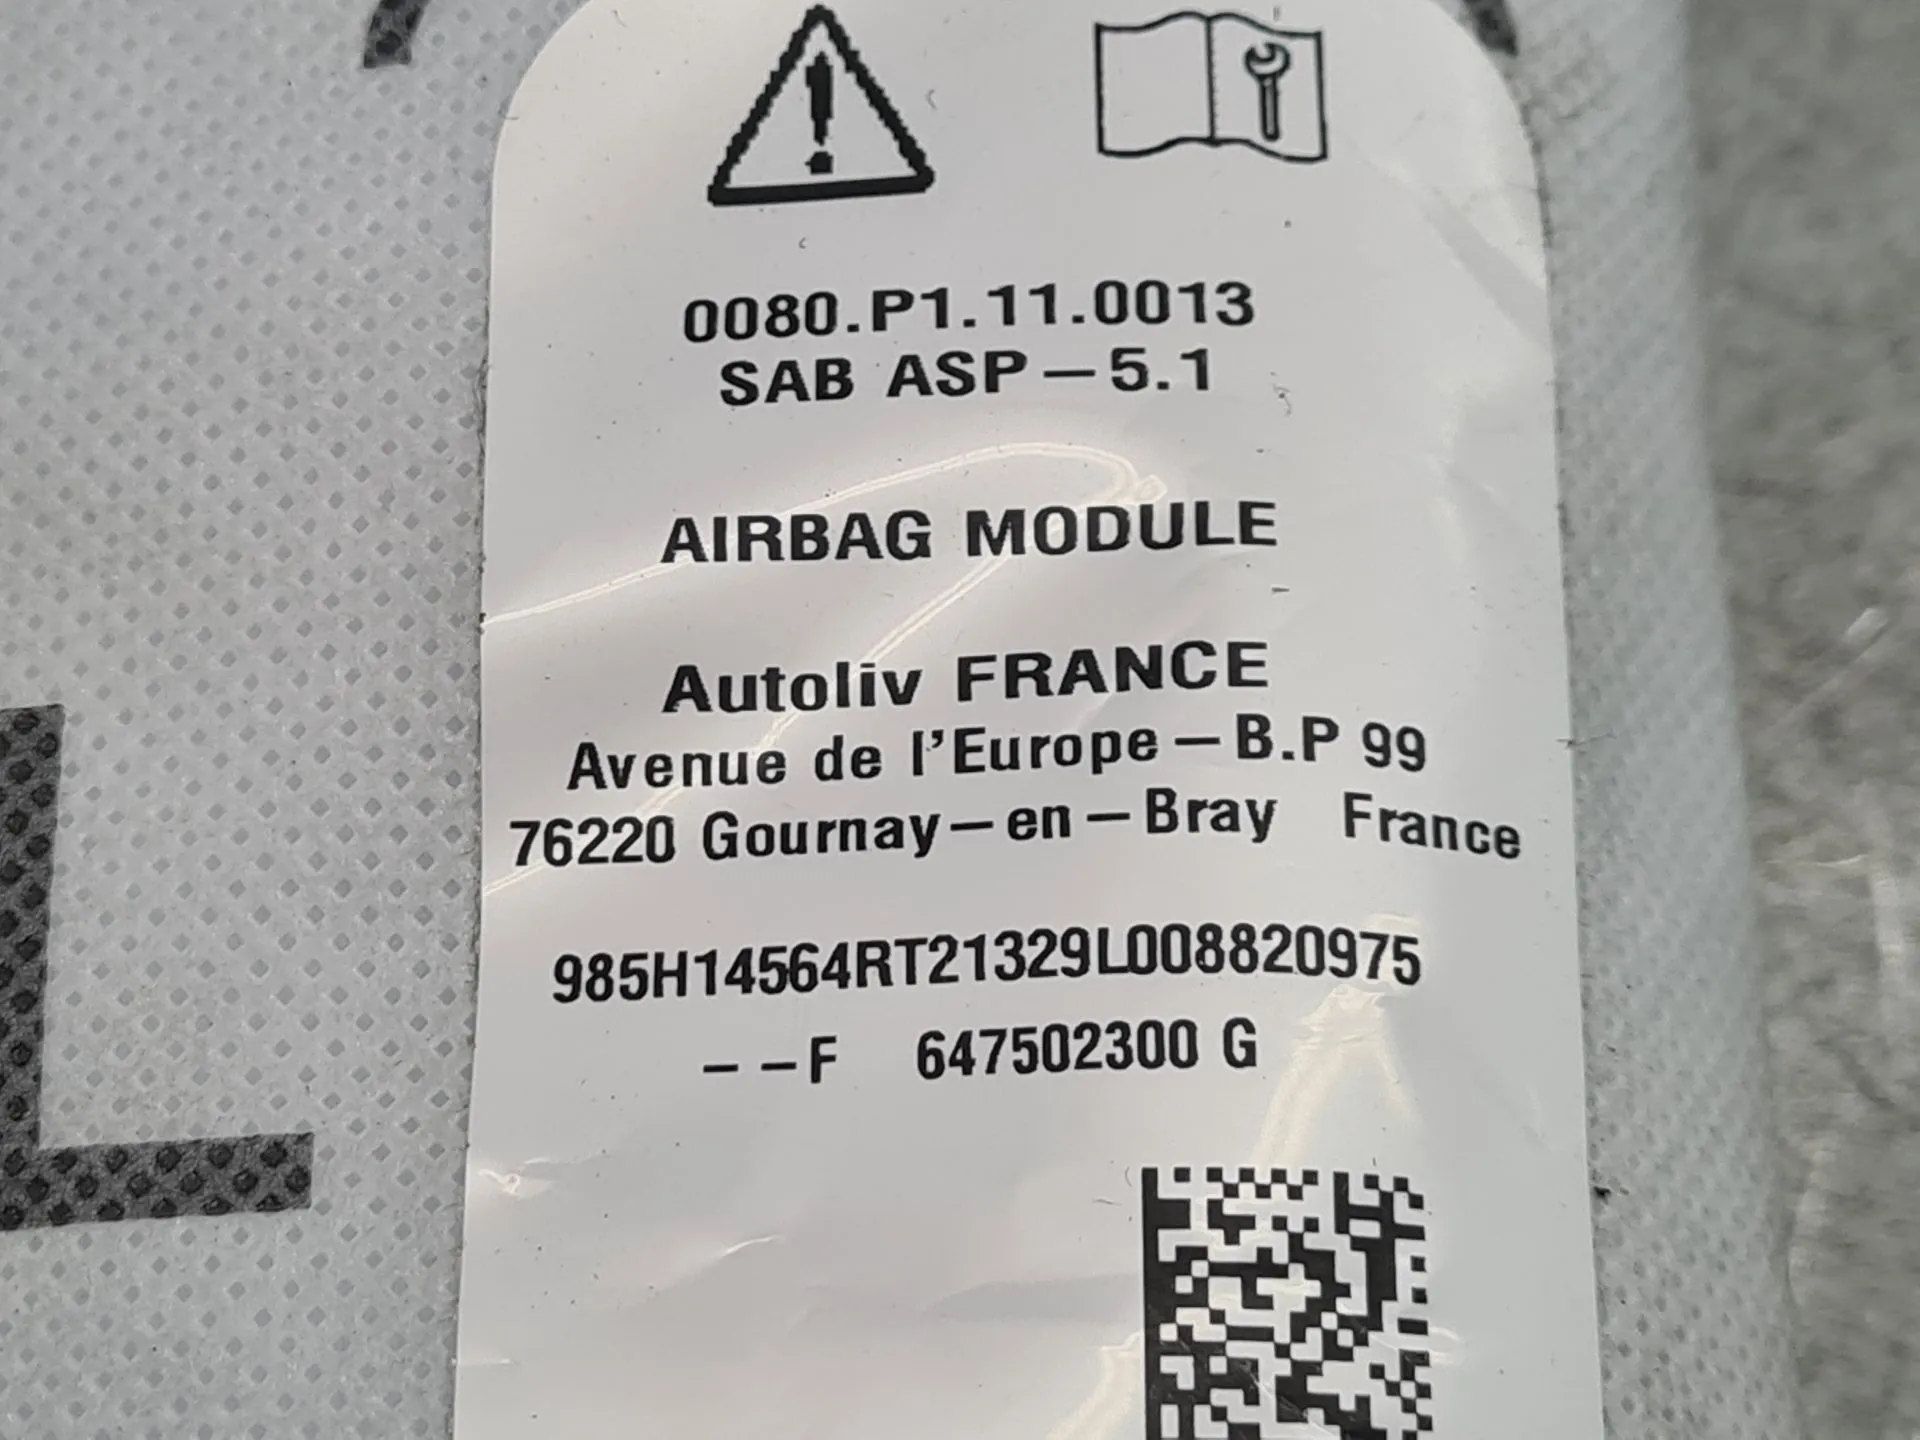 0080.P1.11.0013
SAB ASP-5.1
AIRBAG MODULE
Autoliv FRANCE
Avenue de l'Europe-B.P 99
76220 Gournay-en-Bray France
985H14564RT21329L008820975
--F 647502300 G
L